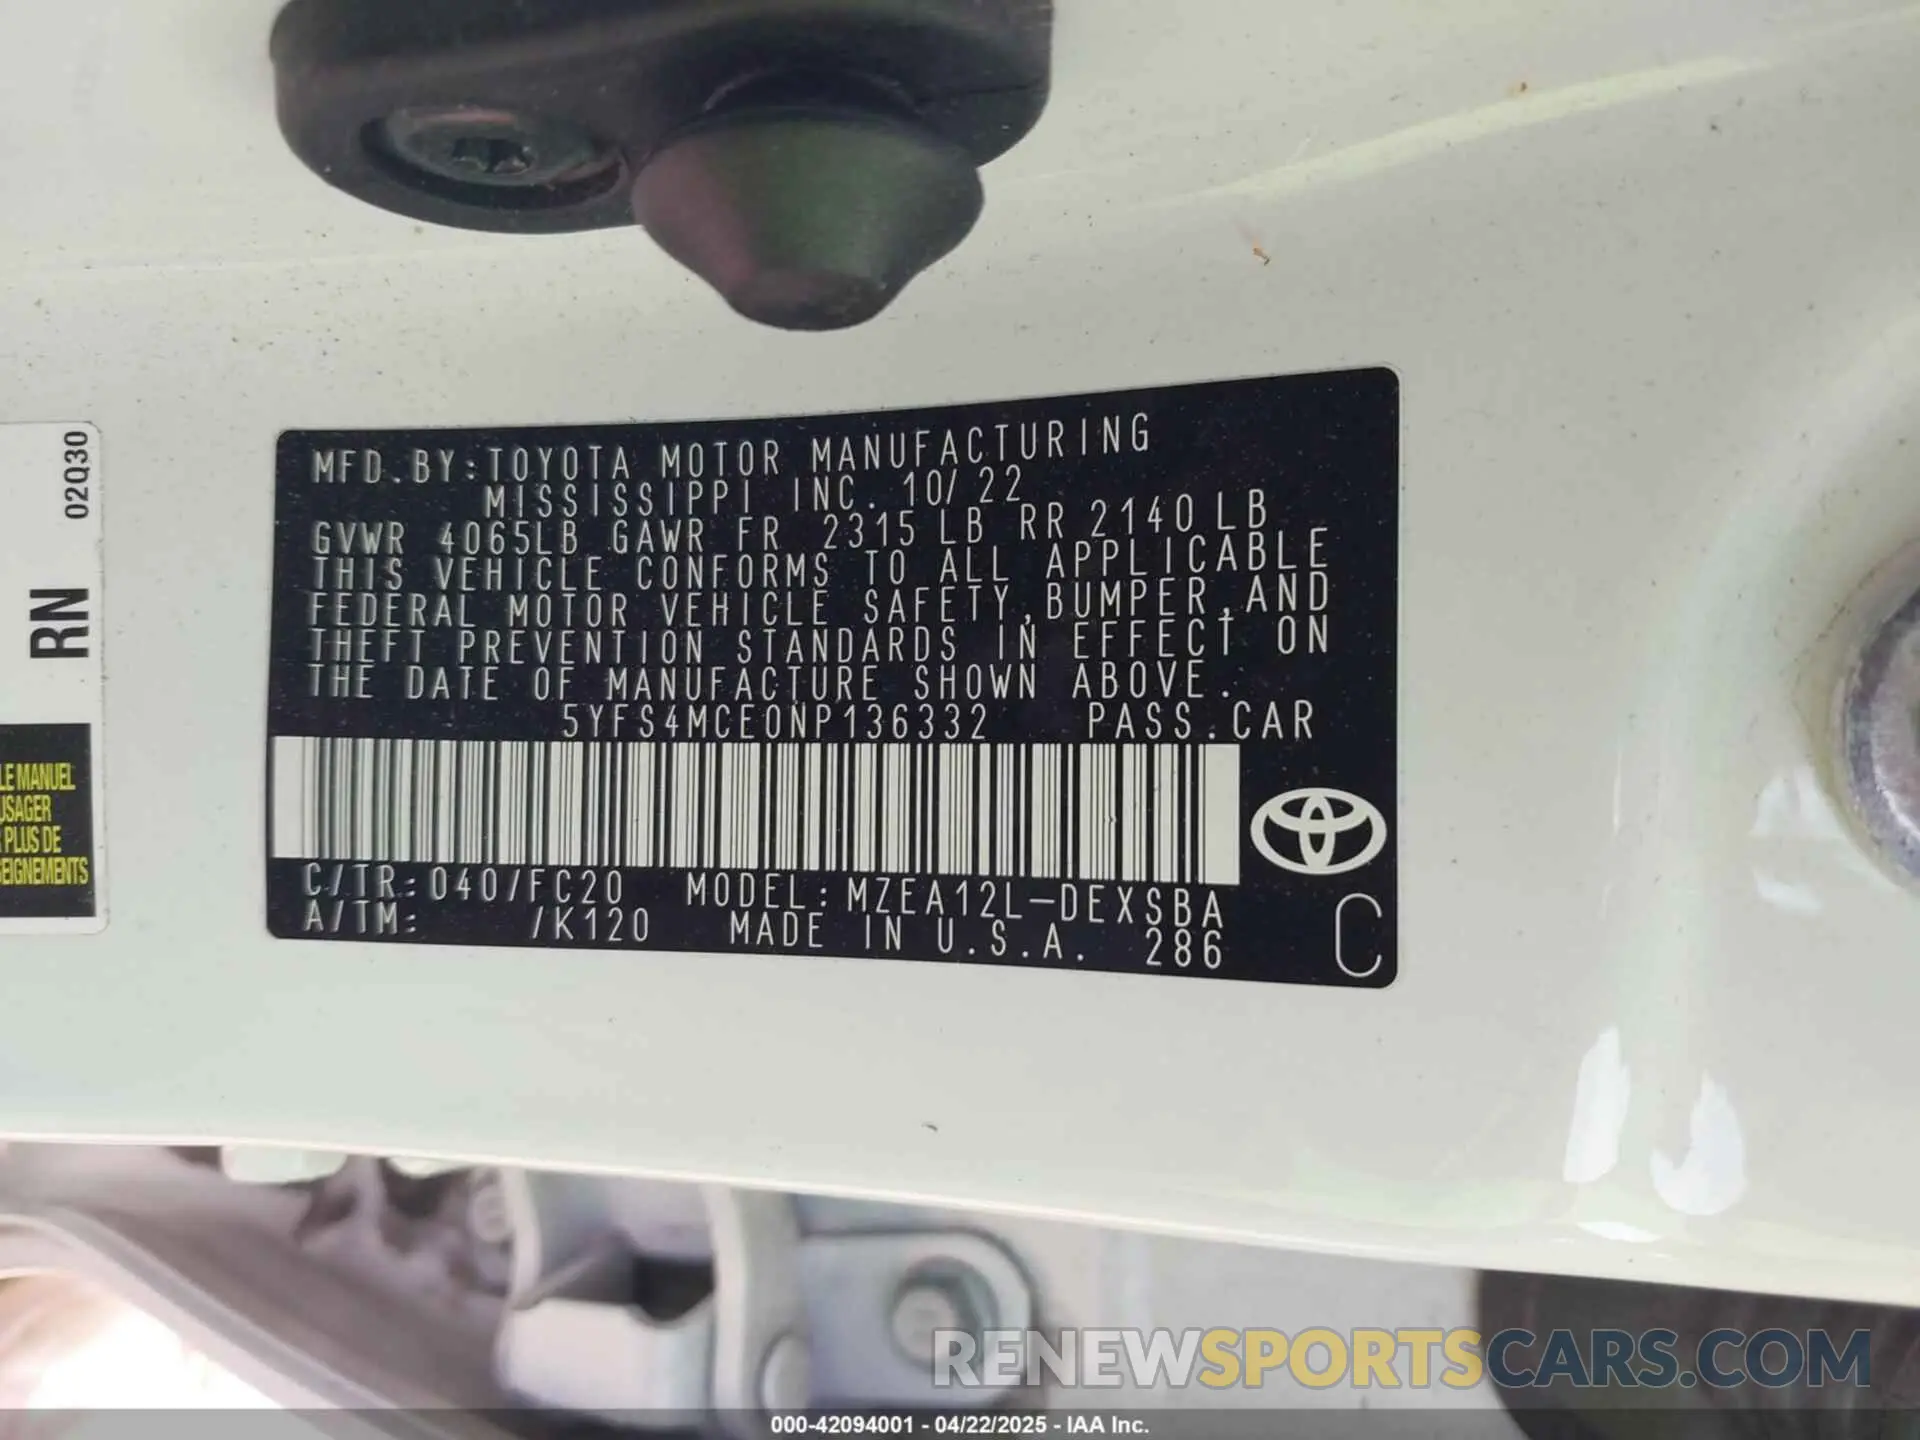 MFD.BY:TOYOTA MOTOR MANUFACTURING
MISSISSIPPI INC. 10/22
GVWR 4065LB GAWR FR 2315 LB RR 2140 LB
THIS VEHICLE CONFORMS TO ALL APPLICABLE
FEDERAL MOTOR VEHICLE SAFETY,BUMPER,AND
THEFT PREVENTION STANDARDS IN EFFECT ON
THE DATE OF MANUFACTURE SHOWN ABOVE.
5YFS4MCE0NP136332 PASS.CAR
C/TR:040/FC20 MODEL:MZEA12L-DEXSBA
A/TM: /K120 MADE IN U.S.A. 286
C
02Q30
RN
LE MANUEL
USAGER
PLUS DE
SEIGNEMENTS
RENEWSPORTSCARS.COM
000-42094001 - 04/22/2025 - IAA Inc.